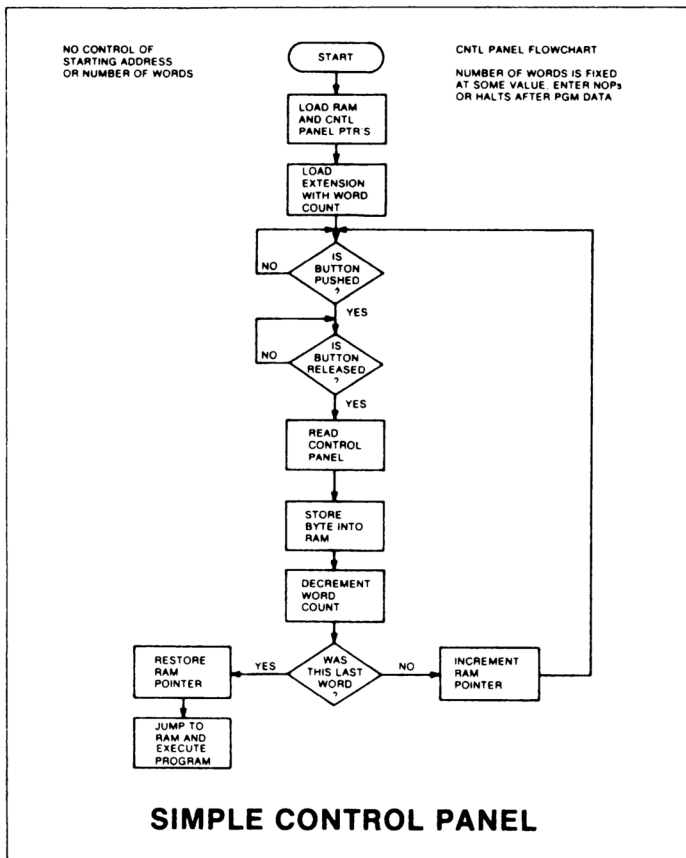 NO CONTROL OF
STARTING ADDRESS
OR NUMBER OF WORDS
CNTL PANEL FLOWCHART
NUMBER OF WORDS IS FIXED
AT SOME VALUE, ENTER NOPs
OR HALTS AFTER PGM DATA
START
LOAD RAM
AND CNTL
PANEL PTR'S
LOAD
EXTENSION
WITH WORD
COUNT
IS
BUTTON
PUSHED
?
NO
YES
IS
BUTTON
RELEASED
?
NO
YES
READ
CONTROL
PANEL
STORE
BYTE INTO
RAM
DECREMENT
WORD
COUNT
WAS
THIS LAST
WORD
?
YES
NO
RESTORE
RAM
POINTER
INCREMENT
RAM
POINTER
JUMP TO
RAM AND
EXECUTE
PROGRAM
SIMPLE CONTROL PANEL